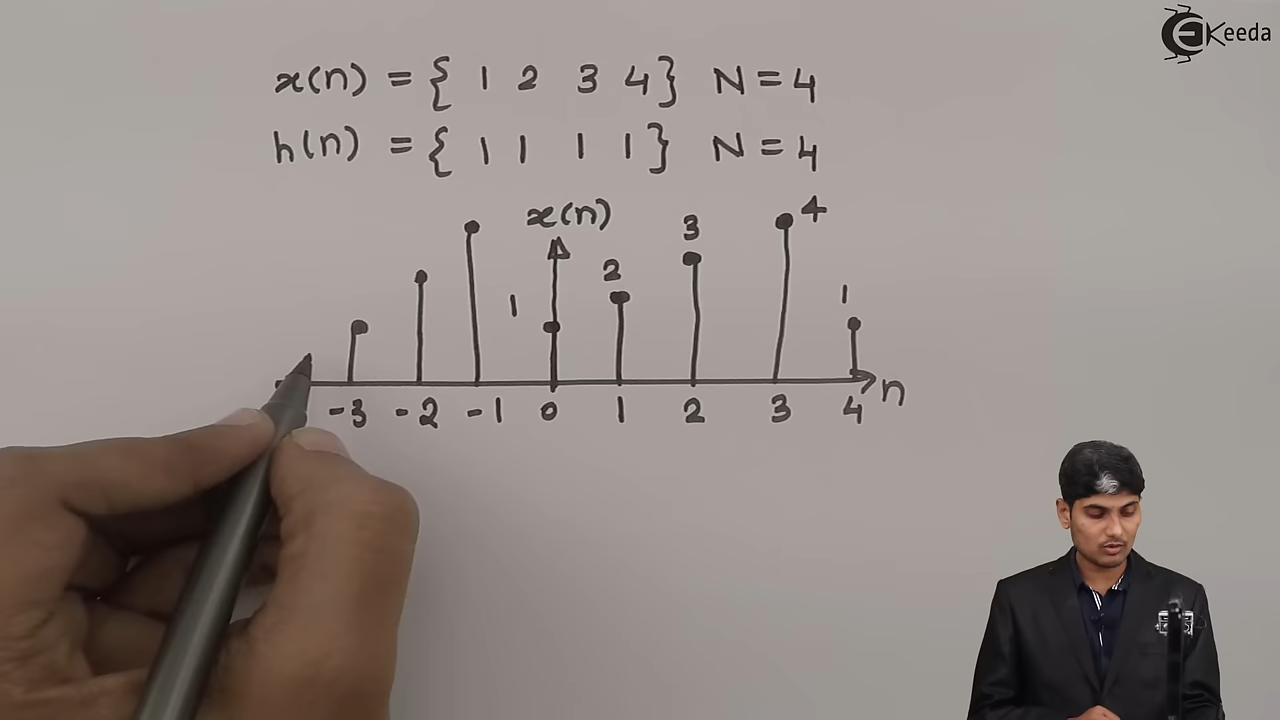 Keeda
x(n) = { 1 2 3 4} N = 4
h(n) = { 1 1 1 1} N = 4
x(n)
1 2 3 4 1
-3 -2 -1 0 1 2 3 4 n